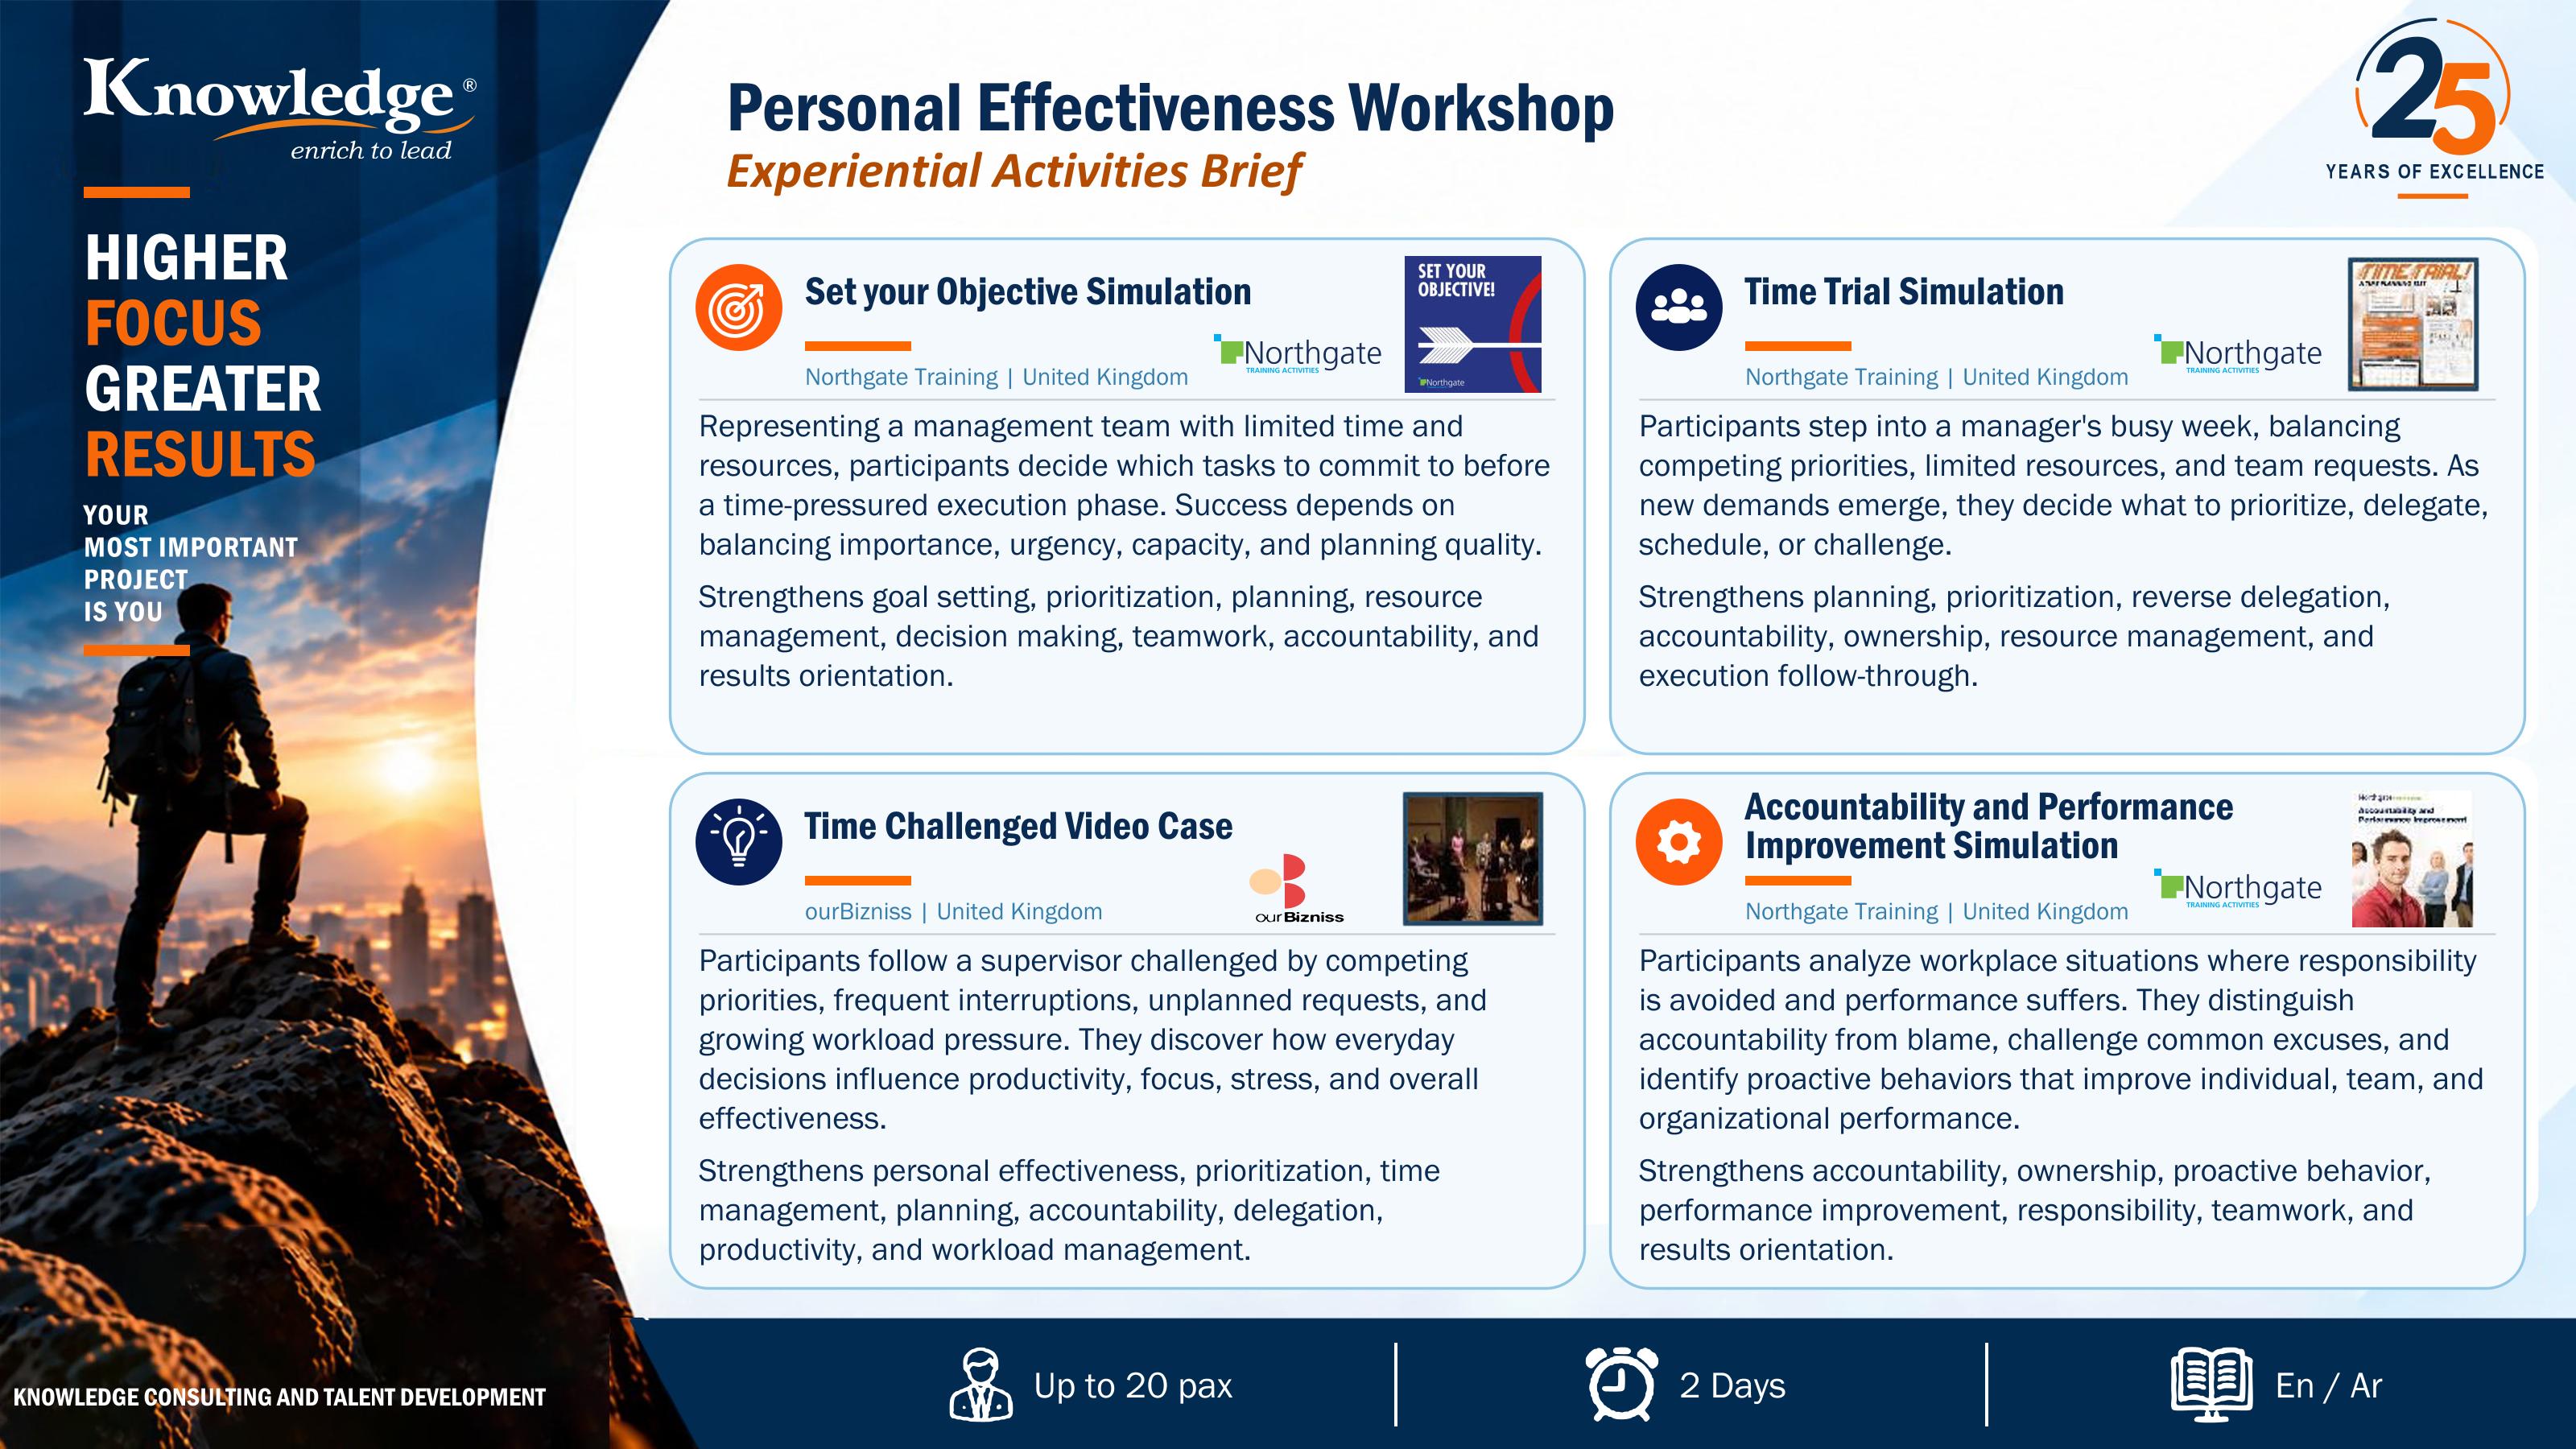 Knowledge®
enrich to lead
HIGHER
FOCUS
GREATER
RESULTS
YOUR
MOST IMPORTANT
PROJECT
IS YOU
KNOWLEDGE CONSULTING AND TALENT DEVELOPMENT
Personal Effectiveness Workshop
Experiential Activities Brief
25
YEARS OF EXCELLENCE
Set your Objective Simulation
Northgate Training | United Kingdom
Northgate
TRAINING ACTIVITIES
SET YOUR
OBJECTIVE!
Northgate
Representing a management team with limited time and
resources, participants decide which tasks to commit to before
a time-pressured execution phase. Success depends on
balancing importance, urgency, capacity, and planning quality.
Strengthens goal setting, prioritization, planning, resource
management, decision making, teamwork, accountability, and
results orientation.
Time Trial Simulation
Northgate Training | United Kingdom
Northgate
TRAINING ACTIVITIES
TIME TRIAL!
Participants step into a manager's busy week, balancing
competing priorities, limited resources, and team requests. As
new demands emerge, they decide what to prioritize, delegate,
schedule, or challenge.
Strengthens planning, prioritization, reverse delegation,
accountability, ownership, resource management, and
execution follow-through.
Time Challenged Video Case
ourBizniss | United Kingdom
ourBizniss
Participants follow a supervisor challenged by competing
priorities, frequent interruptions, unplanned requests, and
growing workload pressure. They discover how everyday
decisions influence productivity, focus, stress, and overall
effectiveness.
Strengthens personal effectiveness, prioritization, time
management, planning, accountability, delegation,
productivity, and workload management.
Accountability and Performance
Improvement Simulation
Northgate Training | United Kingdom
Northgate
TRAINING ACTIVITIES
Northgate
Accountability and
Performance Improvement
Participants analyze workplace situations where responsibility
is avoided and performance suffers. They distinguish
accountability from blame, challenge common excuses, and
identify proactive behaviors that improve individual, team, and
organizational performance.
Strengthens accountability, ownership, proactive behavior,
performance improvement, responsibility, teamwork, and
results orientation.
Up to 20 pax
2 Days
En / Ar